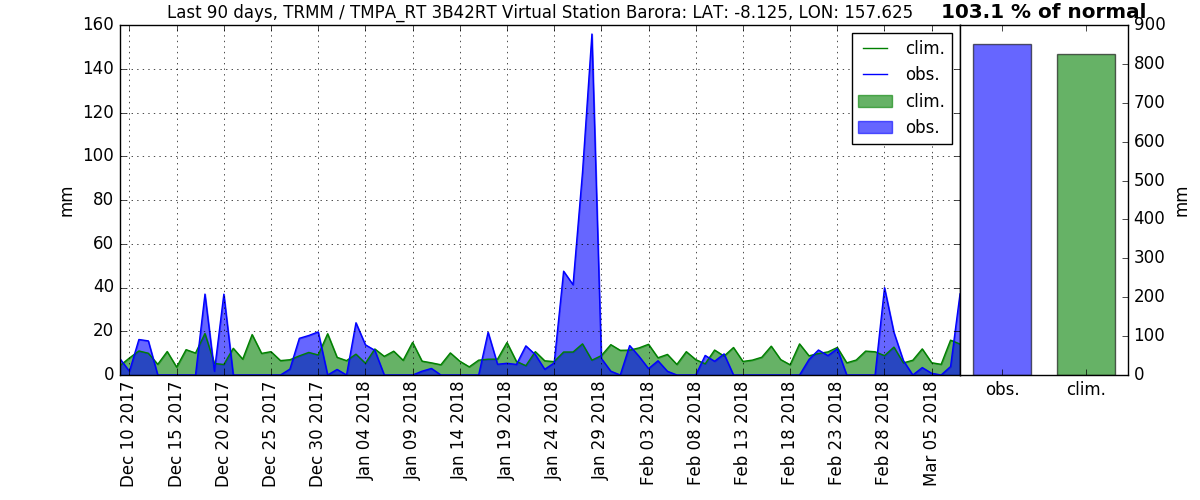 Last 90 days, TRMM / TMPA_RT 3B42RT Virtual Station Barora: LAT: -8.125, LON: 157.625
103.1 % of normal
160
140
120
100
80
60
40
20
0
mm
clim.
obs.
clim.
obs.
Dec 10 2017
Dec 15 2017
Dec 20 2017
Dec 25 2017
Dec 30 2017
Jan 04 2018
Jan 09 2018
Jan 14 2018
Jan 19 2018
Jan 24 2018
Jan 29 2018
Feb 03 2018
Feb 08 2018
Feb 13 2018
Feb 18 2018
Feb 23 2018
Feb 28 2018
Mar 05 2018
900
800
700
600
500
400
300
200
100
0
mm
obs.
clim.